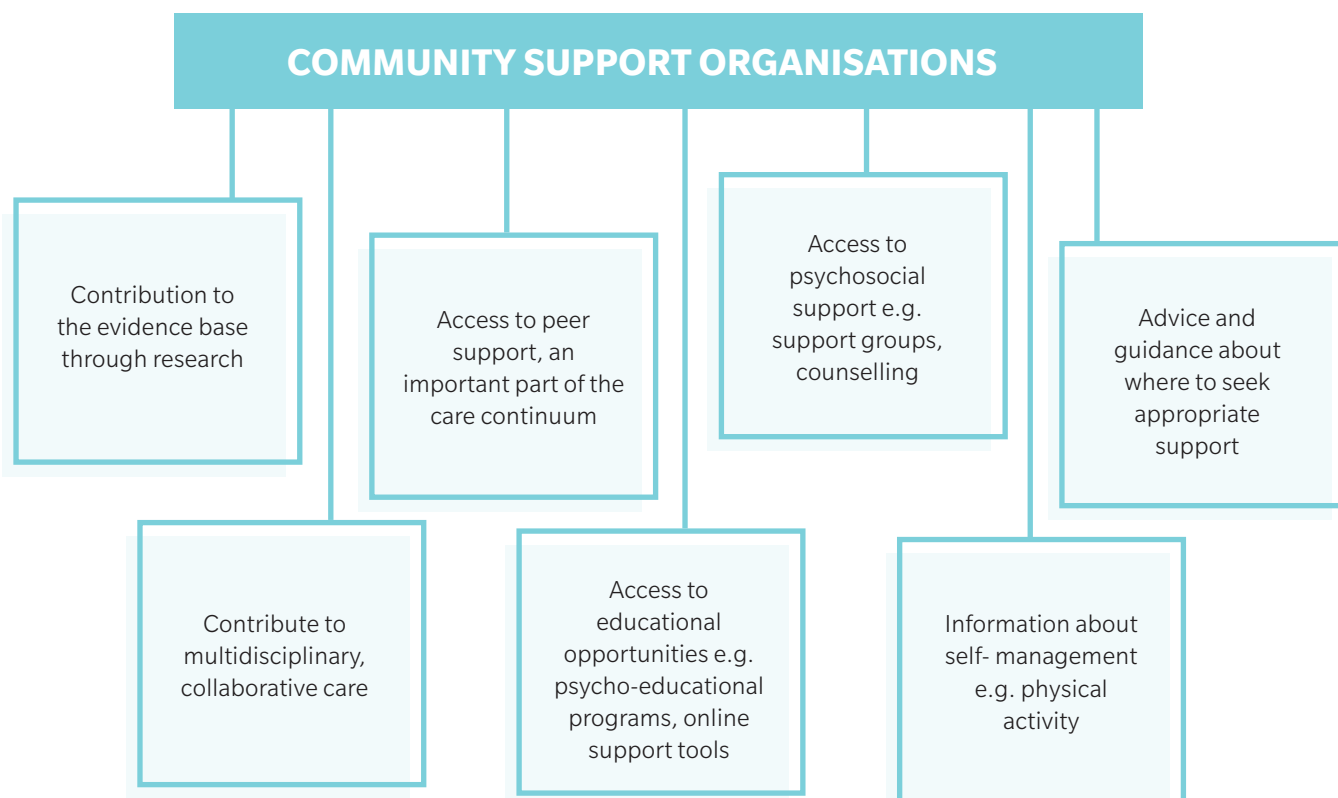 COMMUNITY SUPPORT ORGANISATIONS
Contribution to
the evidence base
through research
Access to peer
support, an
important part of the
care continuum
Access to
psychosocial
support e.g.
support groups,
counselling
Advice and
guidance about
where to seek
appropriate
support
Contribute to
multidisciplinary,
collaborative care
Access to
educational
opportunities e.g.
psycho-educational
programs, online
support tools
Information about
self- management
e.g. physical
activity